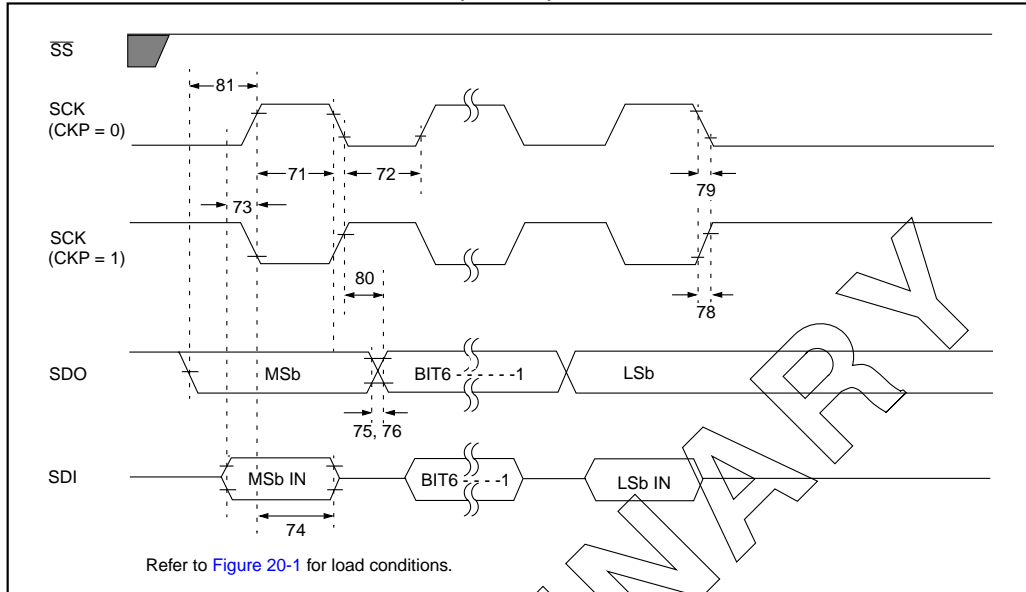 SS
81
SCK
(CKP = 0)
71
72
79
73
SCK
(CKP = 1)
80
78
SDO
MSb
BIT6 - - - - - -1
LSb
75, 76
SDI
MSb IN
BIT6 - - - - -1
LSb IN
74
Refer to Figure 20-1 for load conditions.
NARY